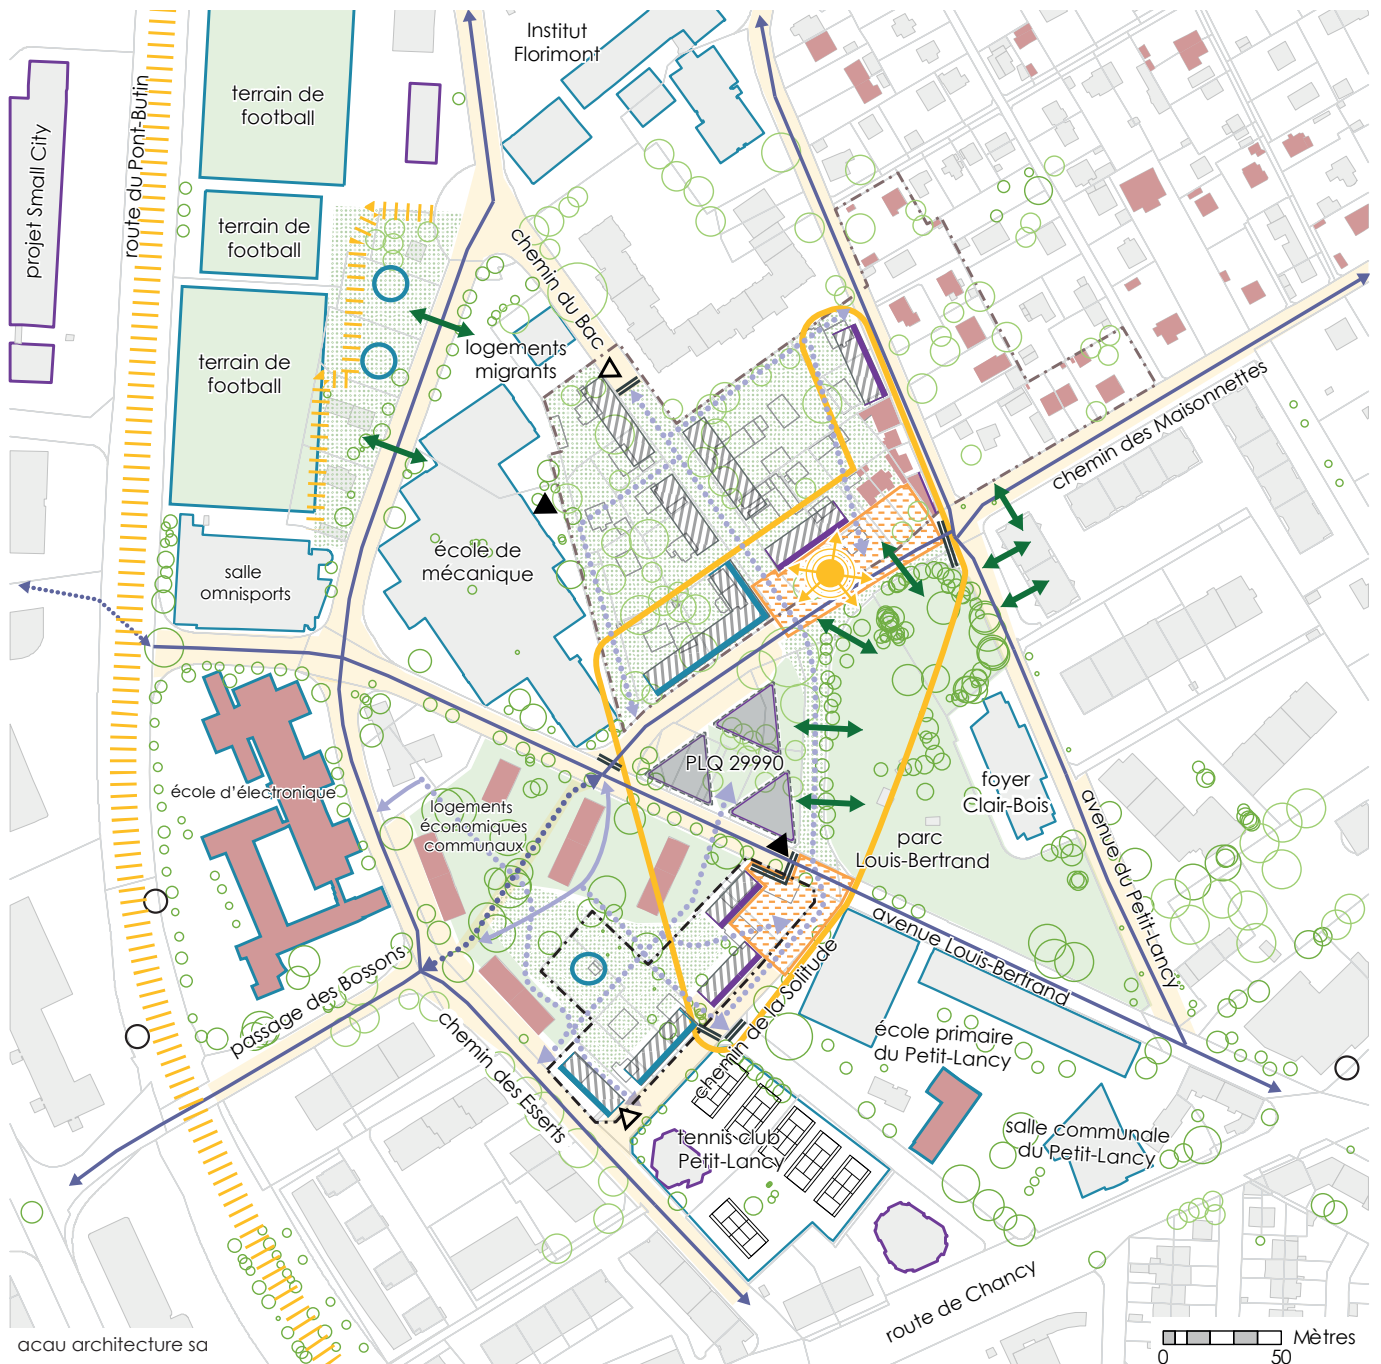 Institut
Florimont
terrain de
football
route du Pont-Butin
projet Small City
terrain de
football
chemin du Bac
logements
migrants
terrain de
football
chemin des Maisonnettes
école de
mécanique
salle
omnisports
PLQ 29990
école d'électronique
logements
économiques
communaux
foyer
Clair-Bois
parc
Louis-Bertrand
avenue du Petit-Lancy
avenue Louis-Bertrand
passage des Bossons
chemin de la Solitude
chemin des Esserts
école primaire
du Petit-Lancy
salle communale
du Petit-Lancy
tennis club
Petit-Lancy
route de Chancy
acau architecture sa
Mètres
0 50